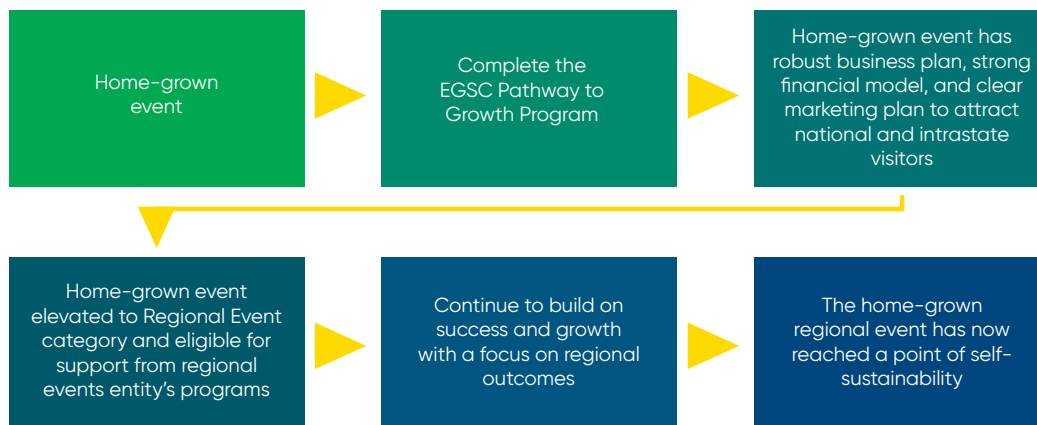 Home-grown
event
Complete the
EGSC Pathway to
Growth Program
Home-grown event has
robust business plan, strong
financial model, and clear
marketing plan to attract
national and intrastate
visitors
Home-grown event
elevated to Regional Event
category and eligible for
support from regional
events entity's programs
Continue to build on
success and growth
with a focus on regional
outcomes
The home-grown
regional event has now
reached a point of self-
sustainability